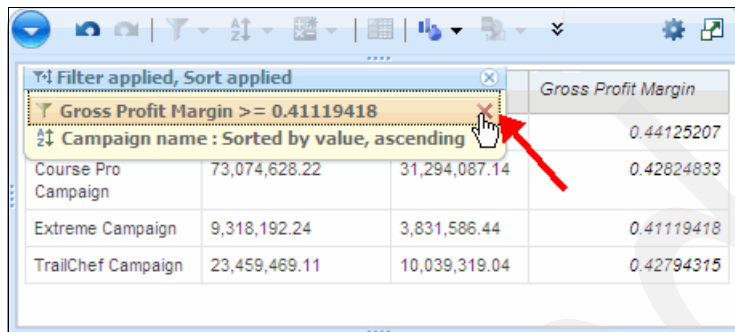 Filter applied, Sort applied
Gross Profit Margin
Gross Profit Margin >= 0.41119418
0.44125207
Campaign name : Sorted by value, ascending
Course Pro Campaign 73,074,628.22 31,294,087.14 0.42824833
Extreme Campaign 9,318,192.24 3,831,586.44 0.41119418
TrailChef Campaign 23,459,469.11 10,039,319.04 0.42794315